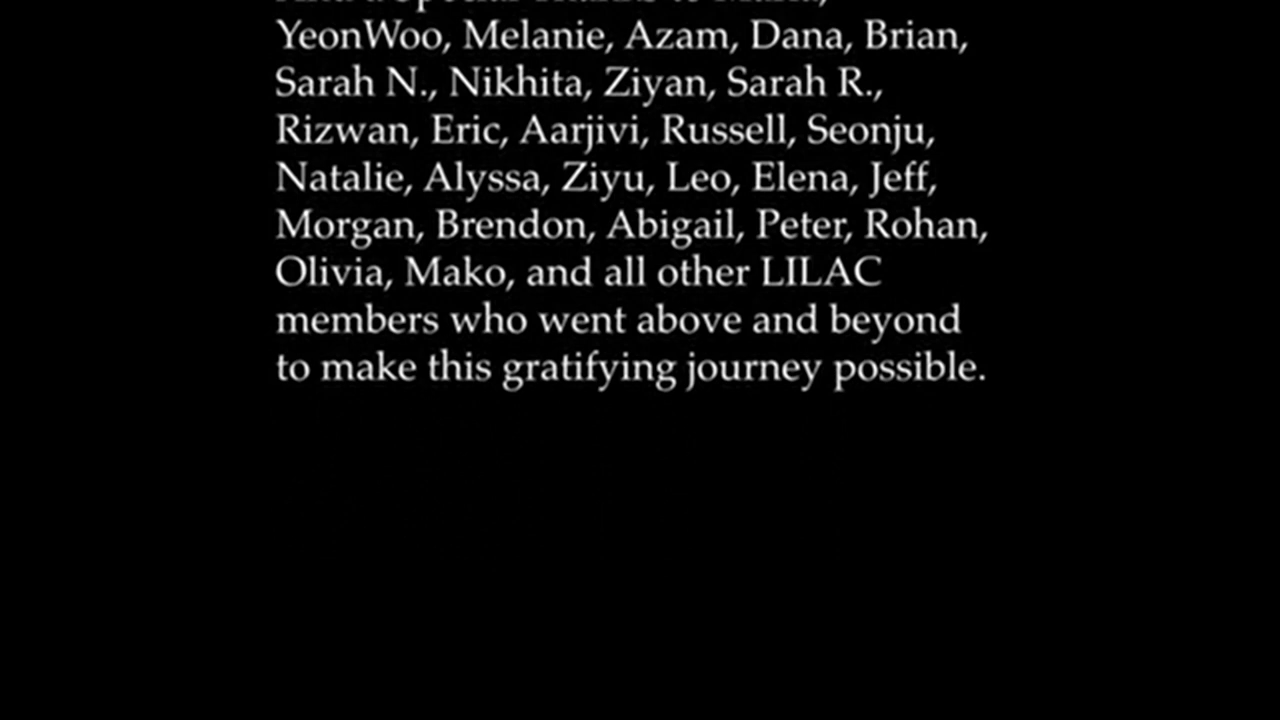 YeonWoo, Melanie, Azam, Dana, Brian,
Sarah N., Nikhita, Ziyan, Sarah R.,
Rizwan, Eric, Aarjivi, Russell, Seonju,
Natalie, Alyssa, Ziyu, Leo, Elena, Jeff,
Morgan, Brendon, Abigail, Peter, Rohan,
Olivia, Mako, and all other LILAC
members who went above and beyond
to make this gratifying journey possible.